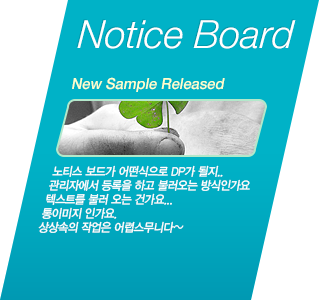 Notice Board
New Sample Released
노티스 보드가 어떤식으로 DP가 될지..
관리자에서 등록을 하고 불러오는 방식인가요
텍스트를 불러 오는 건가요...
통이미지 인가요.
상상속의 작업은 어렵스무니다~